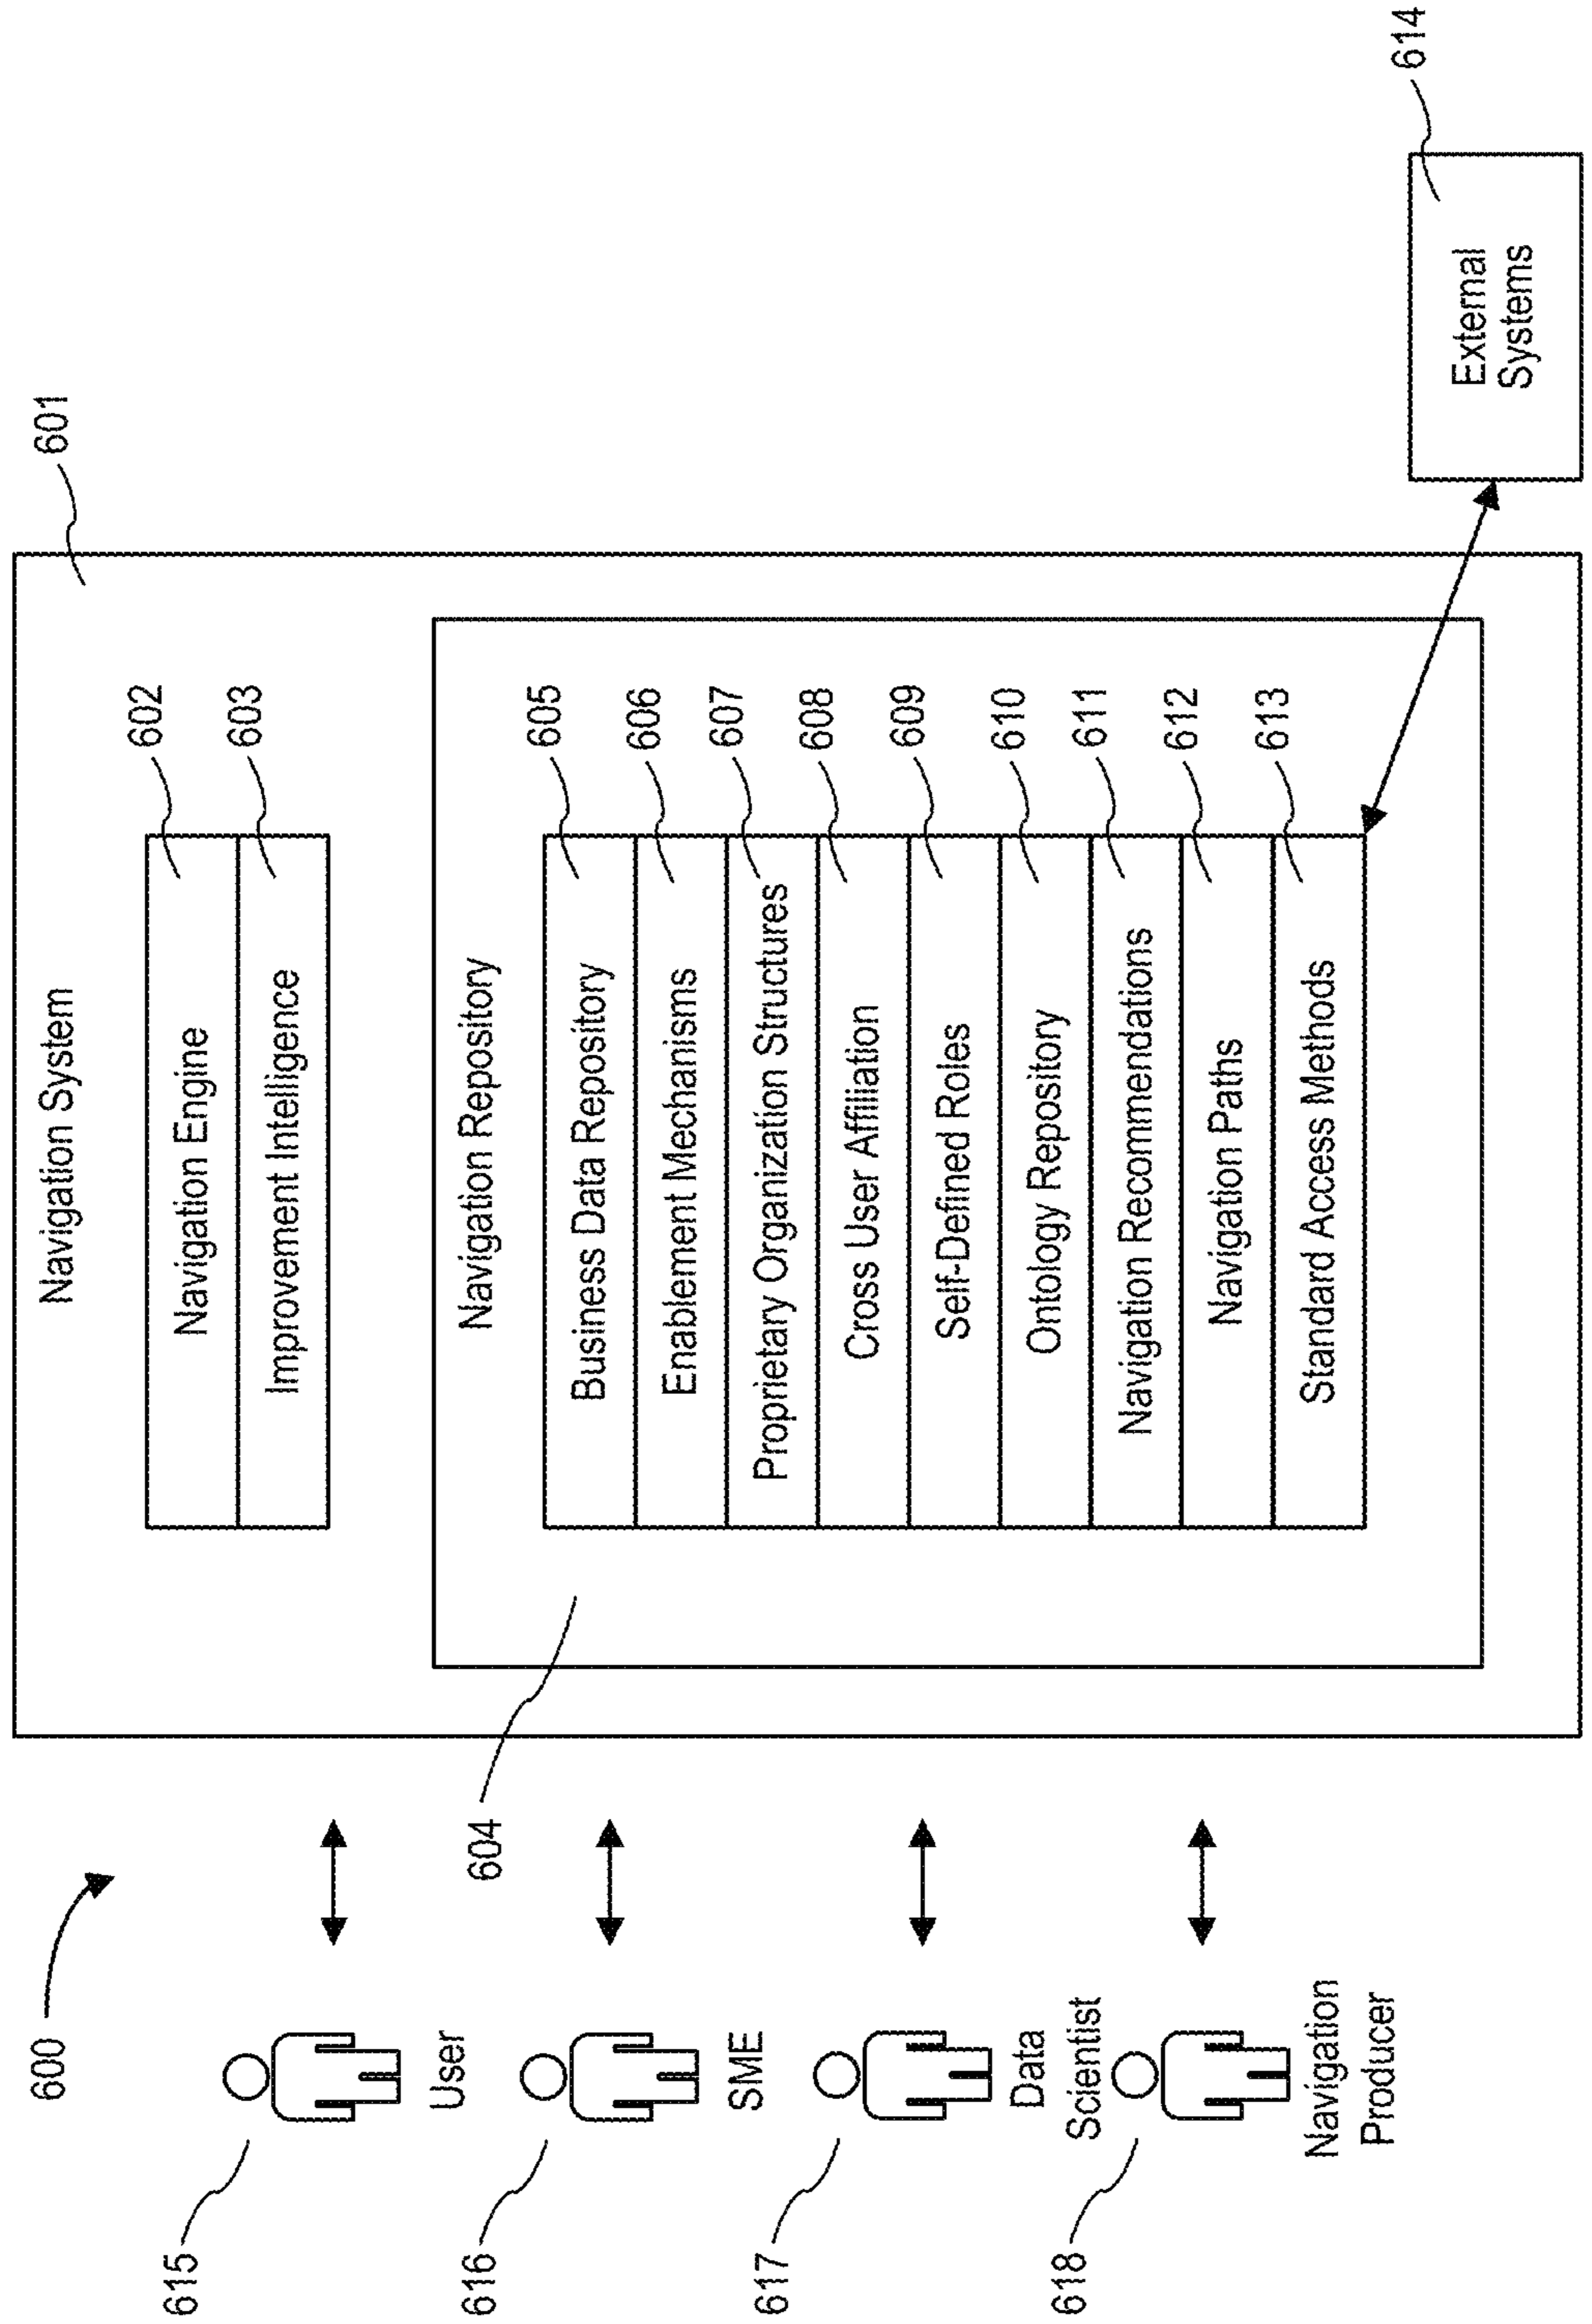 600
601
Navigation System
Navigation Engine
602
Improvement Intelligence
603
604
Navigation Repository
Business Data Repository
605
Enablement Mechanisms
606
Proprietary Organization Structures
607
Cross User Affiliation
608
Self-Defined Roles
609
Ontology Repository
610
Navigation Recommendations
611
Navigation Paths
612
Standard Access Methods
613
External
Systems
614
615
User
616
SME
617
Data
Scientist
618
Navigation
Producer